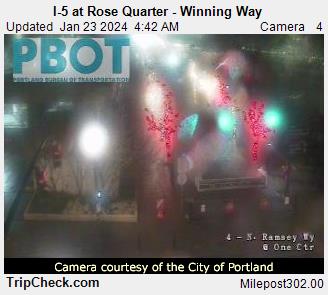 I-5 at Rose Quarter - Winning Way
Updated Jan 23 2024 4:42 AM Camera 4
PBOT
PORTLAND BUREAU OF TRANSPORTATION
4 - N. Ramsey Wy
@ One Ctr
Camera courtesy of the City of Portland
TripCheck.com Milepost302.00